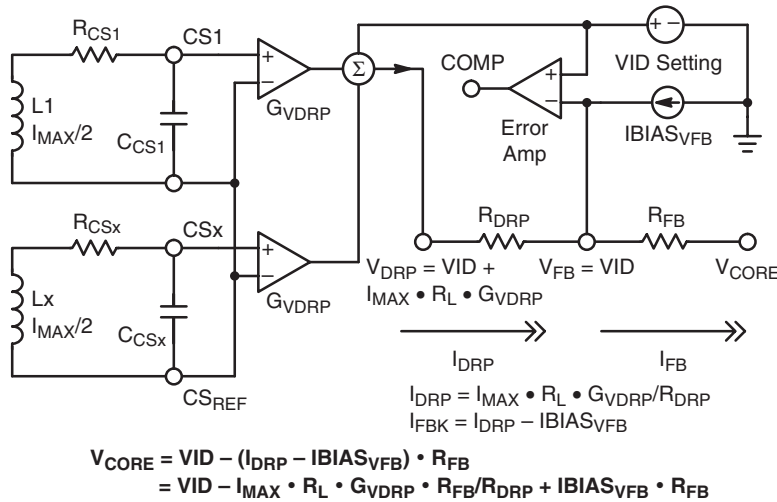 R_CS1
CS1
L1
I_MAX/2
C_CS1
+
−
G_VDRP
Σ
COMP
+
−
Error
Amp
+ −
VID Setting
IBIAS_VFB
R_CSx
CSx
Lx
I_MAX/2
C_CSx
+
−
G_VDRP
CS_REF
R_DRP
R_FB
V_DRP = VID +
I_MAX • R_L • G_VDRP
V_FB = VID
V_CORE
I_DRP
I_FB
I_DRP = I_MAX • R_L • G_VDRP/R_DRP
I_FBK = I_DRP − IBIAS_VFB
V_CORE = VID − (I_DRP − IBIAS_VFB) • R_FB
= VID − I_MAX • R_L • G_VDRP • R_FB/R_DRP + IBIAS_VFB • R_FB